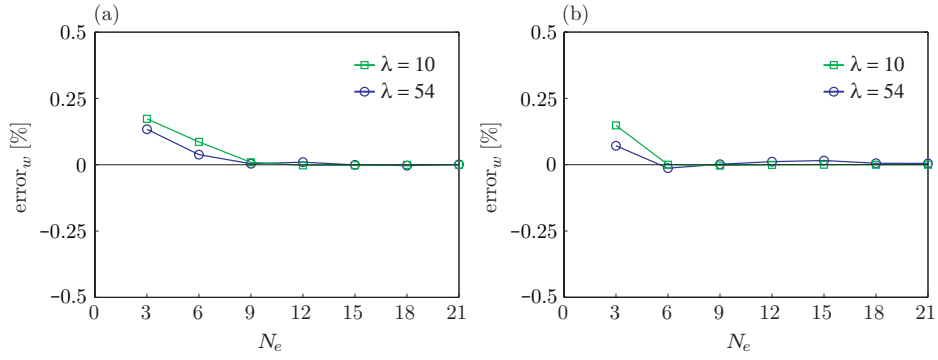 (a)
0.5
0.25
0
−0.25
−0.5
error_w [%]
λ = 10
λ = 54
0 3 6 9 12 15 18 21
N_e
(b)
0.5
0.25
0
−0.25
−0.5
error_w [%]
λ = 10
λ = 54
0 3 6 9 12 15 18 21
N_e